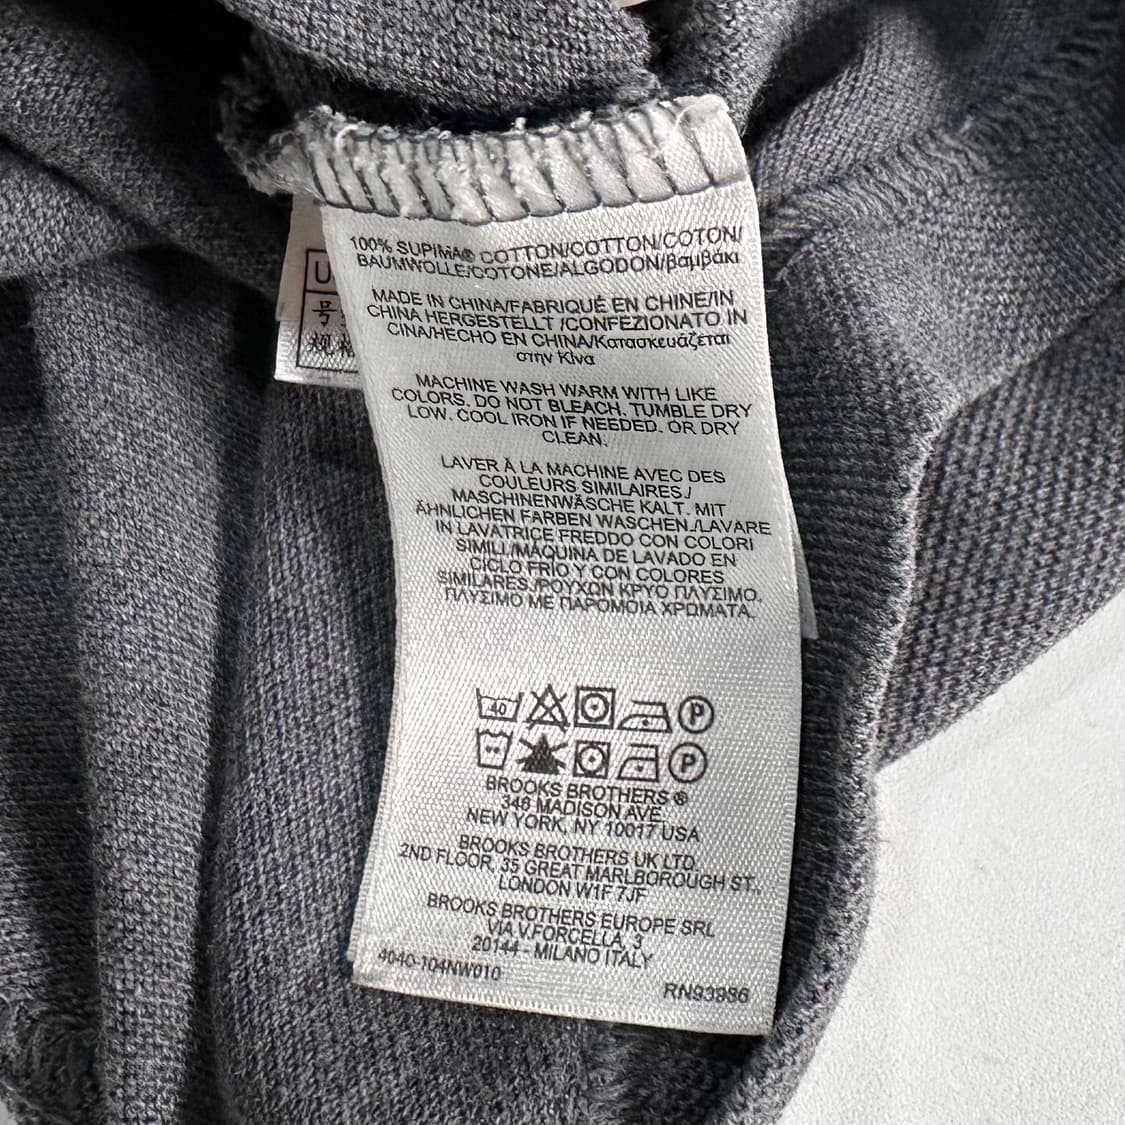 100% SUPIMA® COTTON/COTTON/COTON/
BAUMWOLLE/COTONE/ALGODON/βαμβάκι
MADE IN CHINA/FABRIQUÉ EN CHINE/IN
CHINA HERGESTELLT /CONFEZIONATO IN
CINA/HECHO EN CHINA/Κατασκευάζεται
στην Κίνα
MACHINE WASH WARM WITH LIKE
COLORS. DO NOT BLEACH. TUMBLE DRY
LOW. COOL IRON IF NEEDED. OR DRY
CLEAN.
LAVER À LA MACHINE AVEC DES
COULEURS SIMILAIRES./
MASCHINENWÄSCHE KALT. MIT
ÄHNLICHEN FARBEN WASCHEN./LAVARE
IN LAVATRICE FREDDO CON COLORI
SIMILI/MÁQUINA DE LAVADO EN
CICLO FRÍO Y CON COLORES
SIMILARES./ΡΟΥΧΩΝ ΚΡΥΟ ΠΛΥΣΙΜΟ.
ΠΛΥΣΙΜΟ ΜΕ ΠΑΡΟΜΟΙΑ ΧΡΩΜΑΤΑ.
40 P
P
BROOKS BROTHERS ®
346 MADISON AVE.
NEW YORK, NY 10017 USA
BROOKS BROTHERS UK LTD.
2ND FLOOR, 35 GREAT MARLBOROUGH ST.,
LONDON W1F 7JF
BROOKS BROTHERS EUROPE SRL
VIA V.FORCELLA, 3
20144 - MILANO ITALY
4040-104NW010
RN93986
U
号
规格